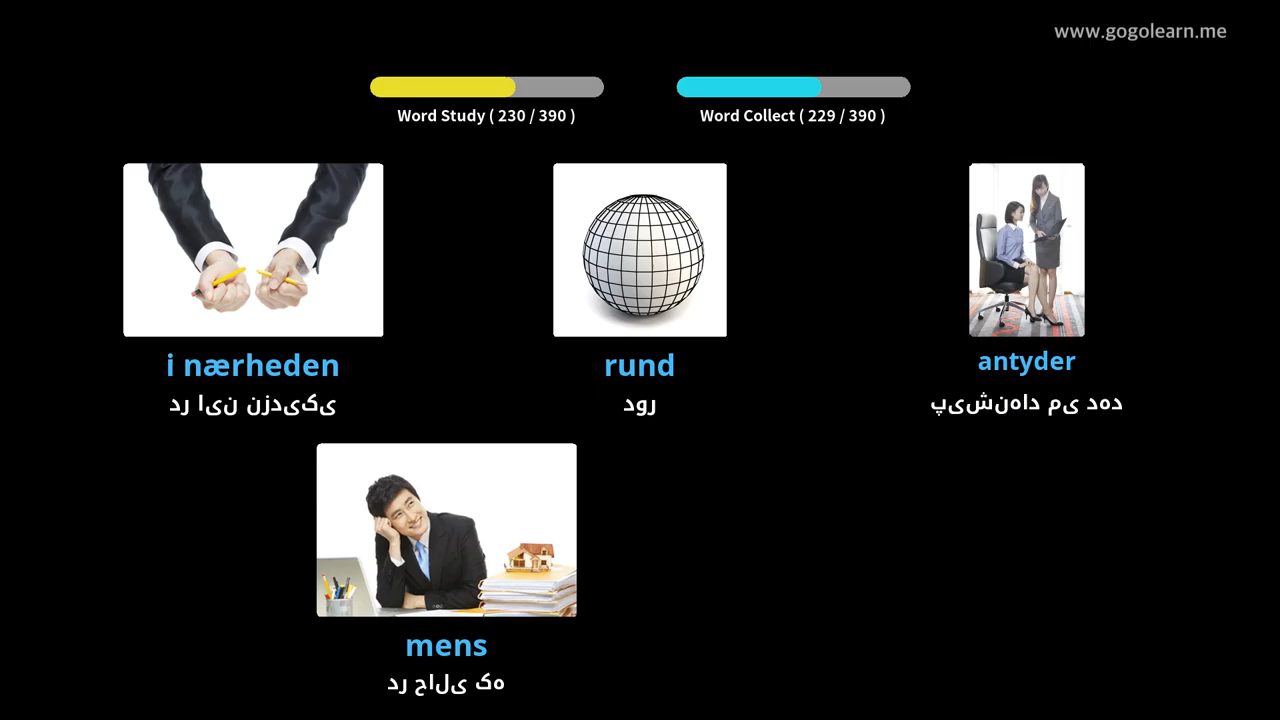 www.gogolearn.me
Word Study ( 230 / 390 )
Word Collect ( 229 / 390 )
i nærheden
در این نزدیکی
rund
دور
antyder
پیشنهاد می دهد
mens
در حالی که